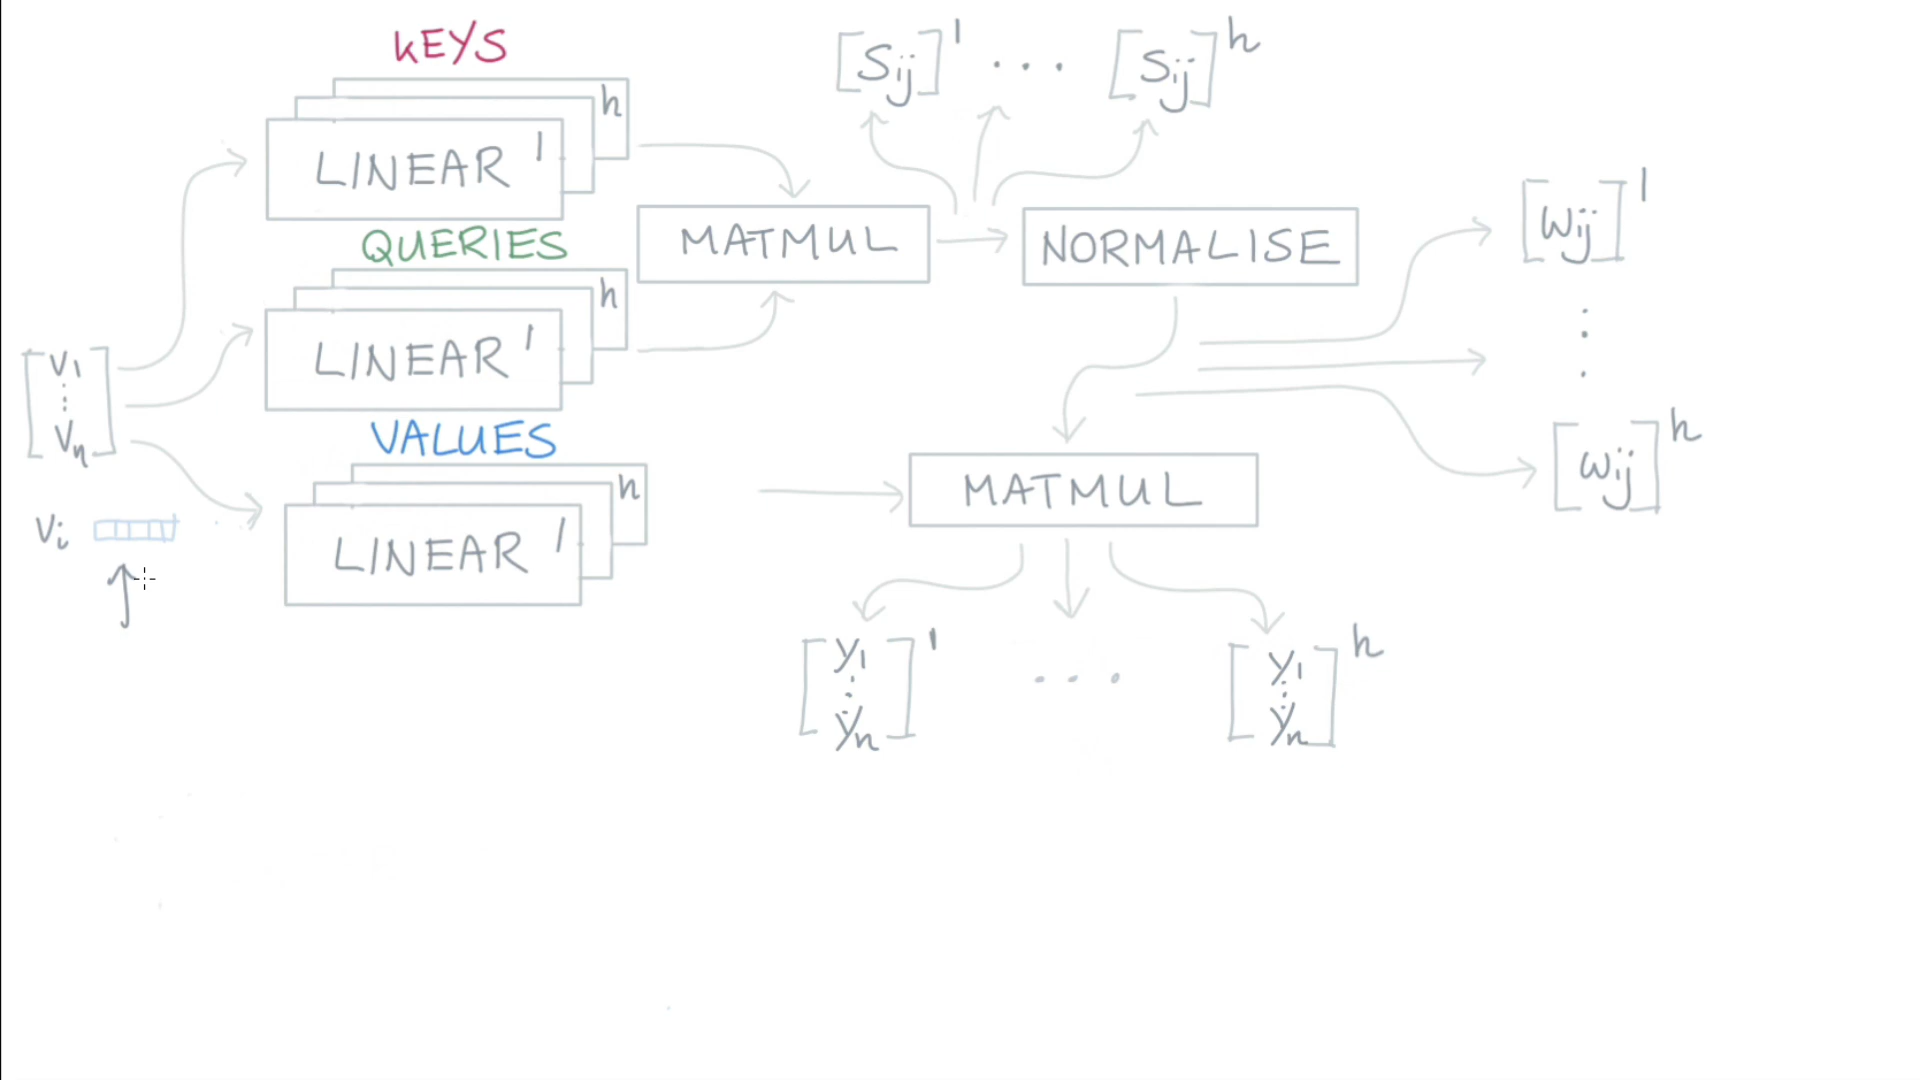 KEYS
h
LINEAR 1
QUERIES
h
LINEAR 1
VALUES
h
LINEAR 1
V1
⋮
Vn
Vi
MATMUL
[Sij]^1 ... [Sij]^h
NORMALISE
[Wij]^1
⋮
[Wij]^h
MATMUL
[y1 ⋮ yn]^1 ... [y1 ⋮ yn]^h